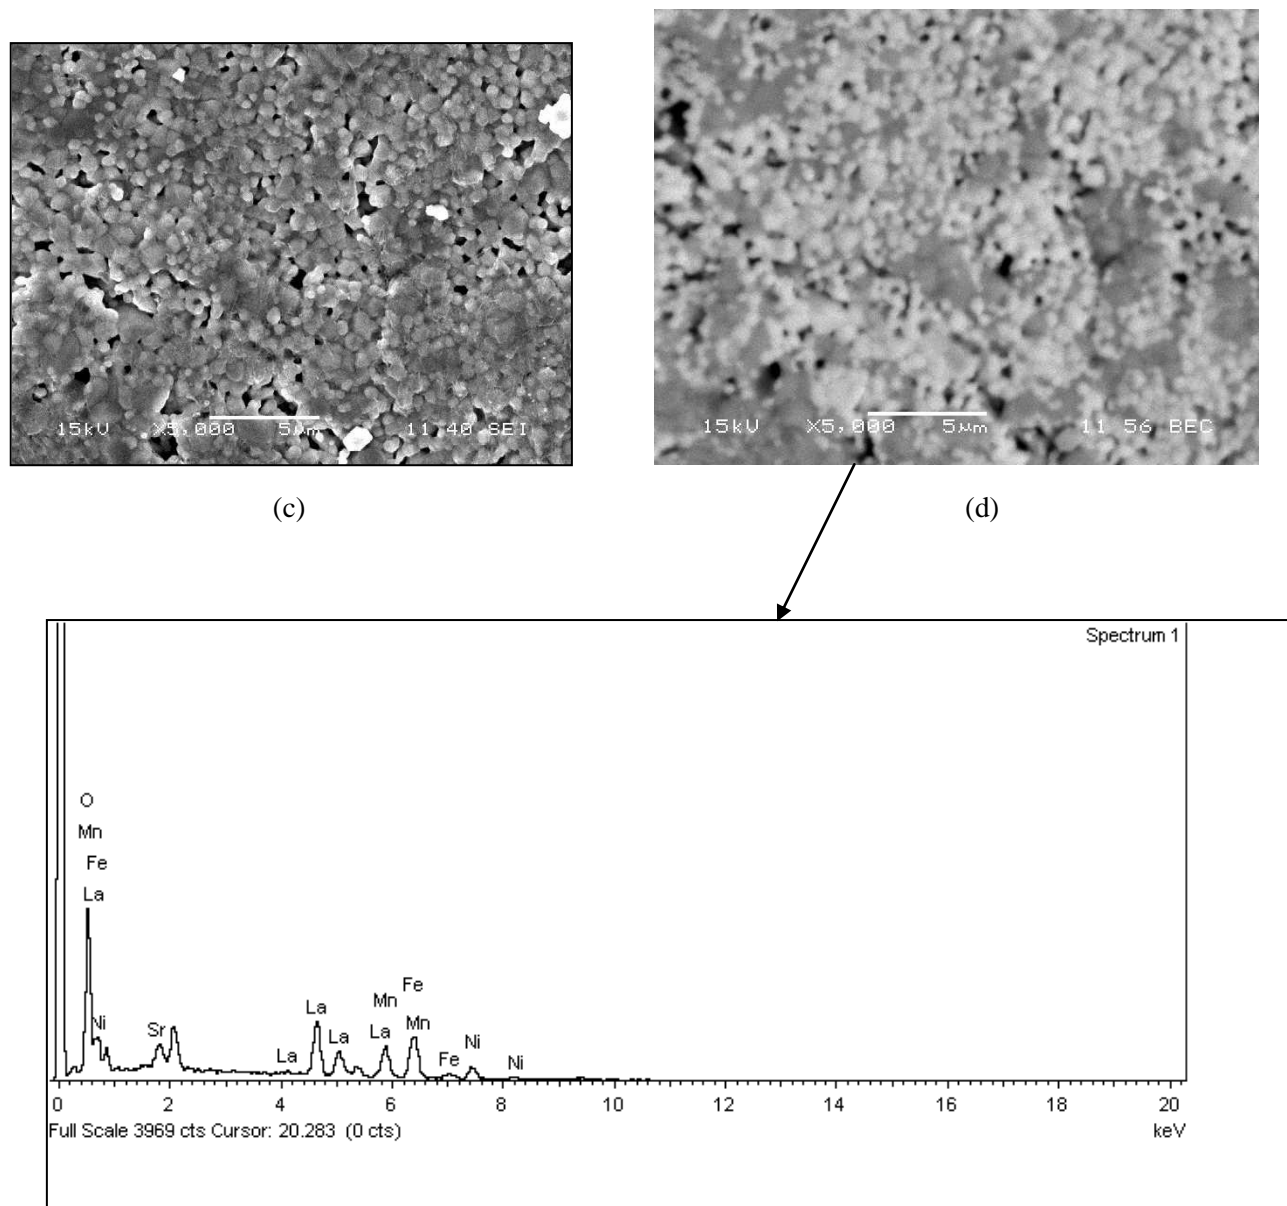 15kV X5,000 5µm 11 40 SEI
15kV X5,000 5µm 11 56 BEC
(c)
(d)
Spectrum 1
O
Mn
Fe
La
Ni
Sr
La
La
La
Mn
La
Fe
Mn
Fe
Ni
Ni
0 2 4 6 8 10 12 14 16 18 20
Full Scale 3969 cts Cursor: 20.283 (0 cts)
keV